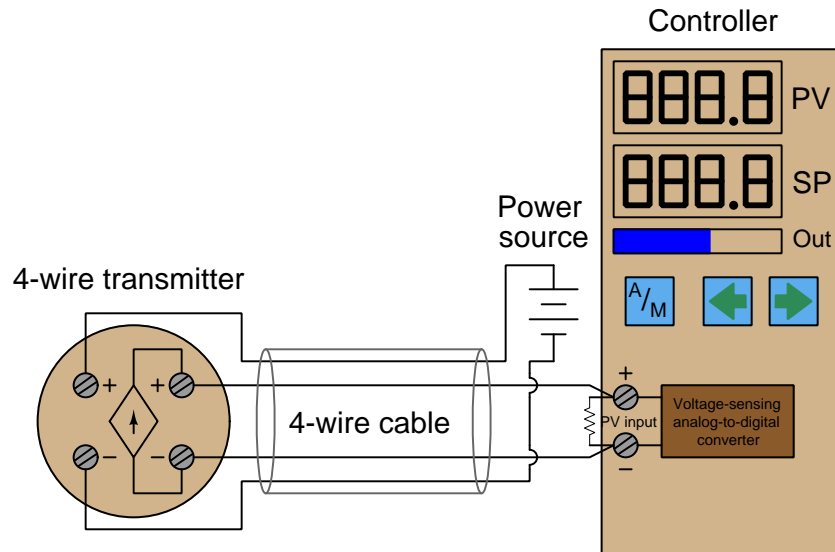 Controller
888.8
PV
888.8
SP
Out
A/M
Power
source
4-wire transmitter
+
+
-
-
4-wire cable
+
PV input
-
Voltage-sensing
analog-to-digital
converter